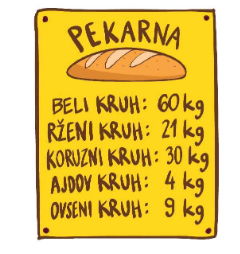 PEKARNA
BELI KRUH: 60 kg
RŽENI KRUH: 21 kg
KORUZNI KRUH: 30 kg
AJDOV KRUH: 4 kg
OVSENI KRUH: 9 kg